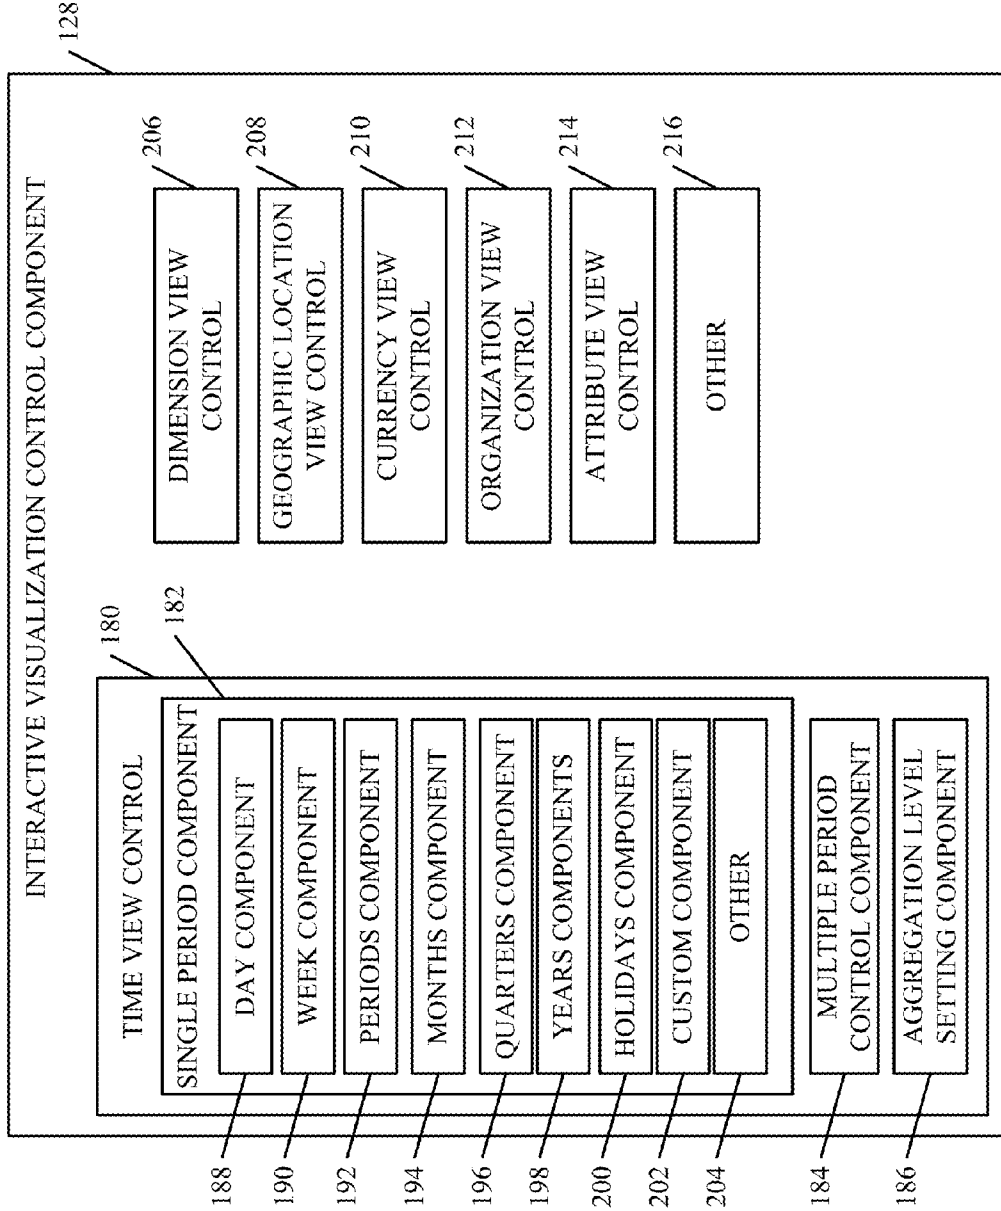 INTERACTIVE VISUALIZATION CONTROL COMPONENT
128
TIME VIEW CONTROL
180
SINGLE PERIOD COMPONENT
182
DAY COMPONENT
188
WEEK COMPONENT
190
PERIODS COMPONENT
192
MONTHS COMPONENT
194
QUARTERS COMPONENT
196
YEARS COMPONENTS
198
HOLIDAYS COMPONENT
200
CUSTOM COMPONENT
202
OTHER
204
MULTIPLE PERIOD
CONTROL COMPONENT
184
AGGREGATION LEVEL
SETTING COMPONENT
186
DIMENSION VIEW
CONTROL
206
GEOGRAPHIC LOCATION
VIEW CONTROL
208
CURRENCY VIEW
CONTROL
210
ORGANIZATION VIEW
CONTROL
212
ATTRIBUTE VIEW
CONTROL
214
OTHER
216